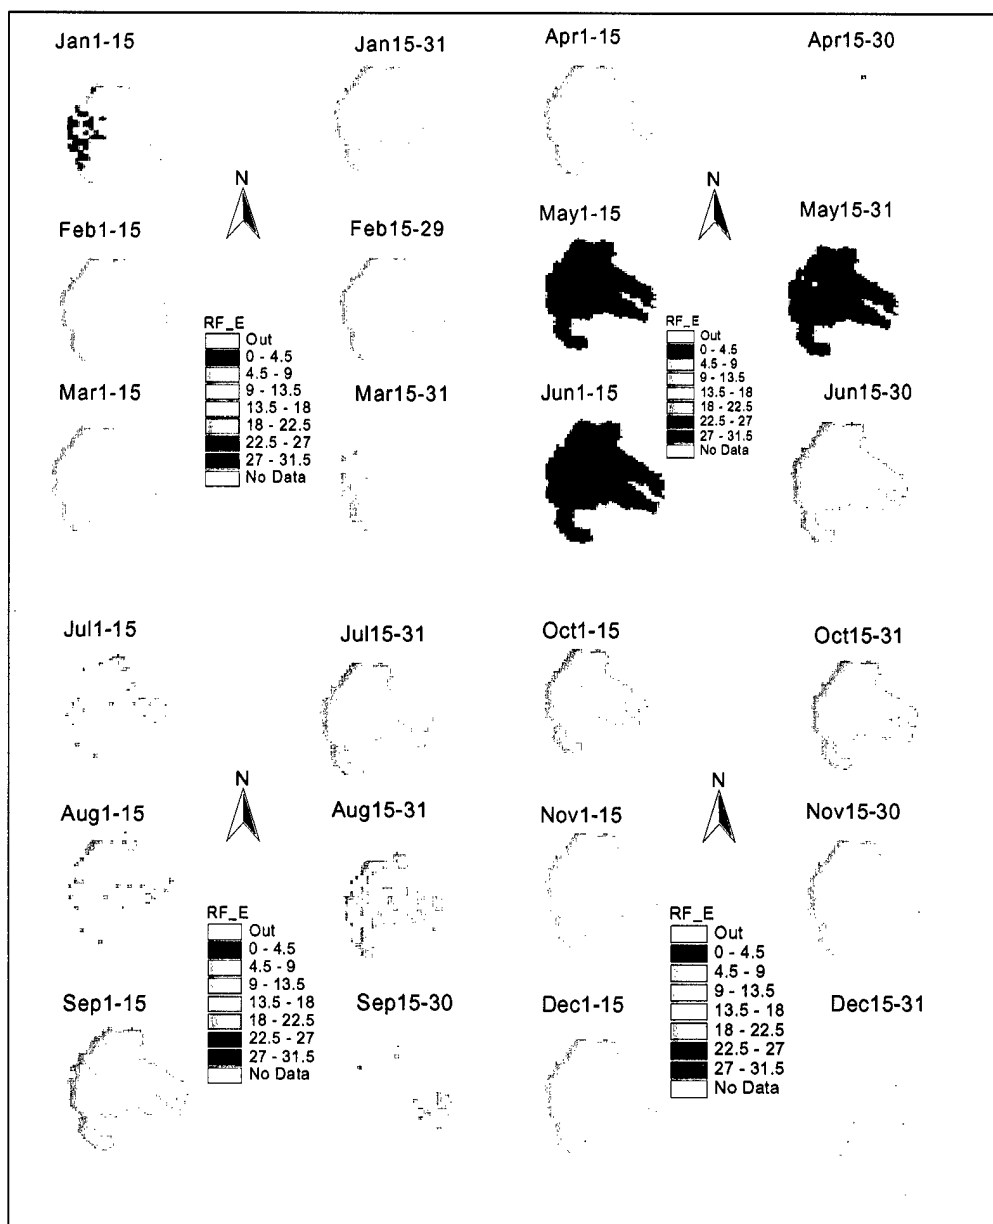 Jan1-15
Jan15-31
Apr1-15
Apr15-30
N
N
Feb1-15
Feb15-29
May1-15
May15-31
RF_E
Out
0 - 4.5
4.5 - 9
9 - 13.5
13.5 - 18
18 - 22.5
22.5 - 27
27 - 31.5
No Data
RF_E
Out
0 - 4.5
4.5 - 9
9 - 13.5
13.5 - 18
18 - 22.5
22.5 - 27
27 - 31.5
No Data
Mar1-15
Mar15-31
Jun1-15
Jun15-30
Jul1-15
Jul15-31
Oct1-15
Oct15-31
N
N
Aug1-15
Aug15-31
Nov1-15
Nov15-30
RF_E
Out
0 - 4.5
4.5 - 9
9 - 13.5
13.5 - 18
18 - 22.5
22.5 - 27
27 - 31.5
No Data
RF_E
Out
0 - 4.5
4.5 - 9
9 - 13.5
13.5 - 18
18 - 22.5
22.5 - 27
27 - 31.5
No Data
Sep1-15
Sep15-30
Dec1-15
Dec15-31